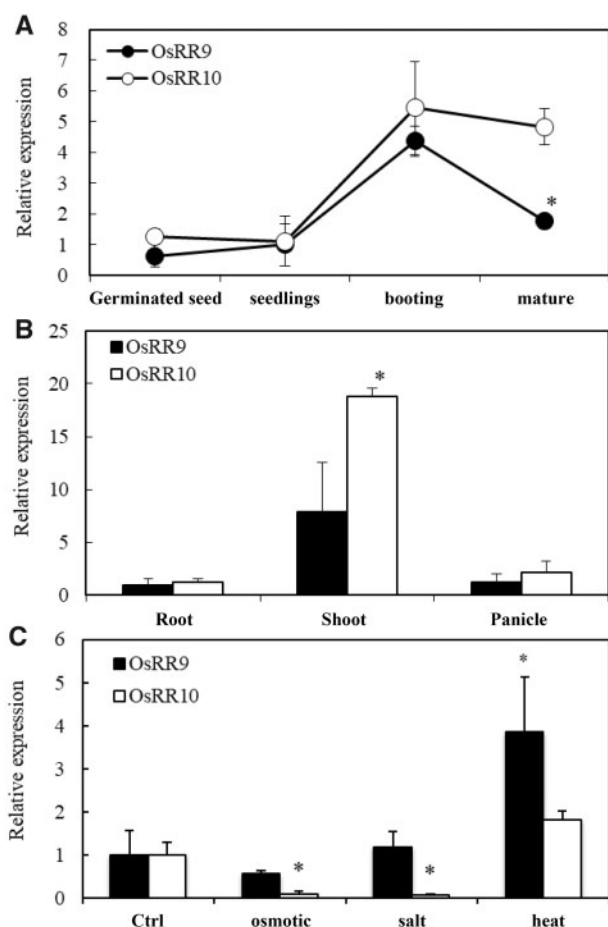 A
8
7
6
5
4
3
2
1
0
Relative expression
OsRR9
OsRR10
*
Germinated seed seedlings booting mature
B
25
20
15
10
5
0
Relative expression
OsRR9
OsRR10
*
Root Shoot Panicle
C
6
5
4
3
2
1
0
Relative expression
OsRR9
OsRR10
* * *
Ctrl osmotic salt heat